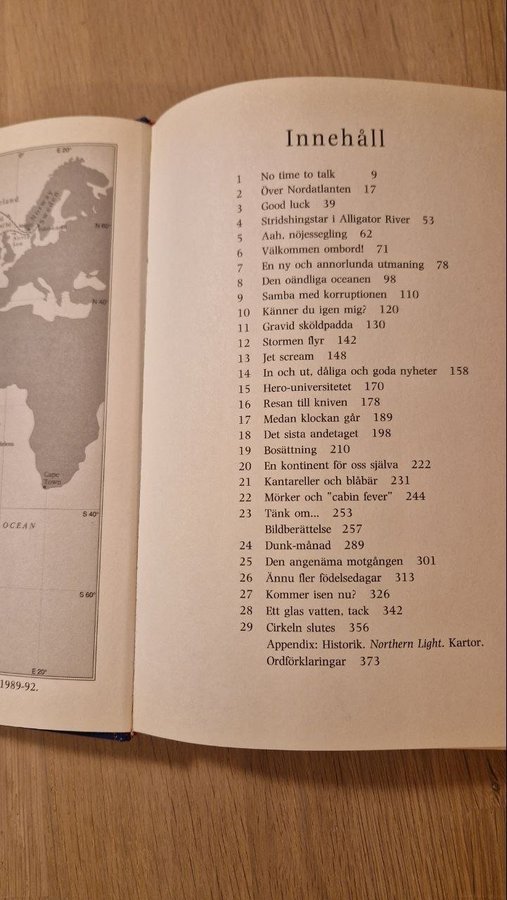 E 20°
0°
Norway
Sweden
N 60°
N 40°
Cape
Town
S 40°
OCEAN
S 60°
E 20°
1989-92.
Innehåll
1 No time to talk 9
2 Över Nordatlanten 17
3 Good luck 39
4 Stridshingstar i Alligator River 53
5 Aah, nöjessegling 62
6 Välkommen ombord! 71
7 En ny och annorlunda utmaning 78
8 Den oändliga oceanen 98
9 Samba med korruptionen 110
10 Känner du igen mig? 120
11 Gravid sköldpadda 130
12 Stormen flyr 142
13 Jet scream 148
14 In och ut, dåliga och goda nyheter 158
15 Hero-universitetet 170
16 Resan till kniven 178
17 Medan klockan går 189
18 Det sista andetaget 198
19 Bosättning 210
20 En kontinent för oss själva 222
21 Kantareller och blåbär 231
22 Mörker och "cabin fever" 244
23 Tänk om... 253
Bildberättelse 257
24 Dunk-månad 289
25 Den angenäma motgången 301
26 Ännu fler födelsedagar 313
27 Kommer isen nu? 326
28 Ett glas vatten, tack 342
29 Cirkeln slutes 356
Appendix: Historik. Northern Light. Kartor.
Ordförklaringar 373